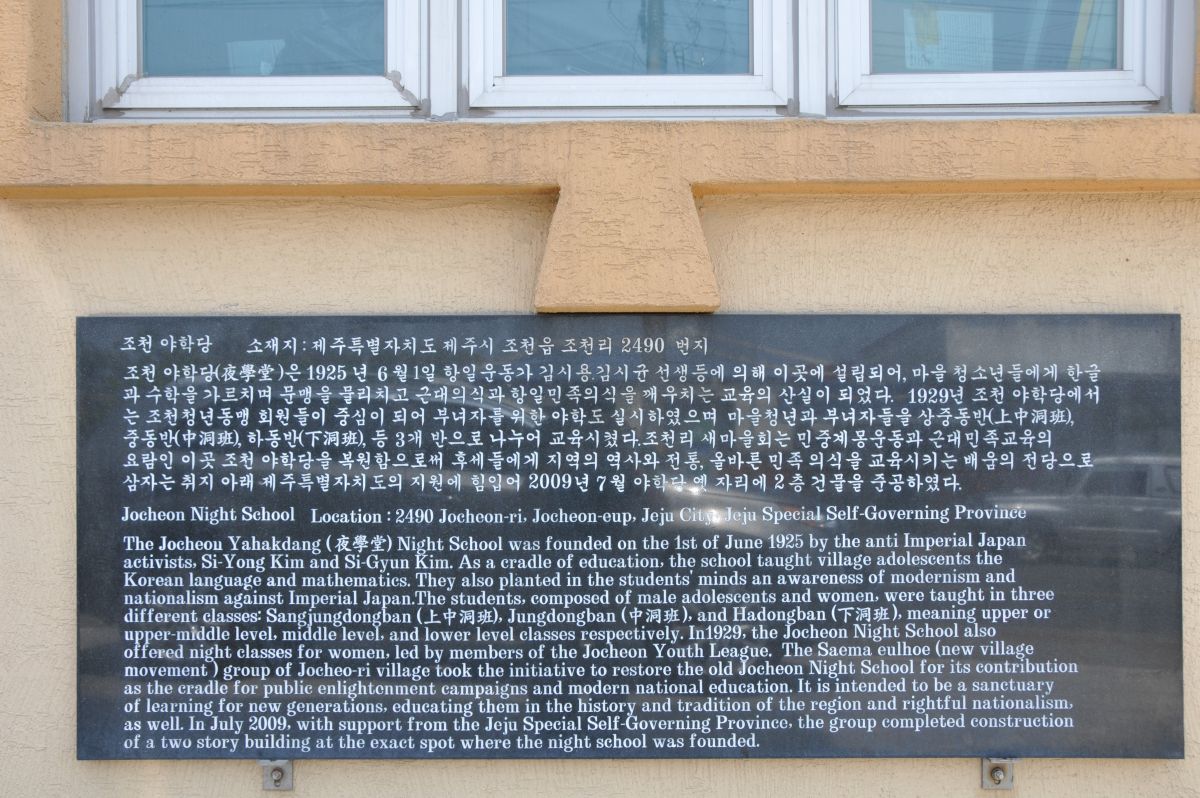 조천 야학당 소재지 : 제주특별자치도 제주시 조천읍 조천리 2490 번지
조천 야학당(夜學堂)은 1925년 6월1일 항일운동가 김시용.김시균 선생등에 의해 이곳에 설립되어, 마을 청소년들에게 한글
과 수학을 가르치며 문맹을 물리치고 근대의식과 항일민족의식을 깨우치는 교육의 산실이 되었다. 1929년 조천 야학당에서
는 조천청년동맹 회원들이 중심이 되어 부녀자를 위한 야학도 실시하였으며 마을청년과 부녀자들을 상중동반(上中洞班),
중동반(中洞班), 하동반(下洞班), 등 3개 반으로 나누어 교육시켰다.조천리 새마을회는 민중계몽운동과 근대민족교육의
요람인 이곳 조천 야학당을 복원함으로써 후세들에게 지역의 역사와 전통, 올바른 민족 의식을 교육시키는 배움의 전당으로
삼자는 취지 아래 제주특별자치도의 지원에 힘입어 2009년 7월 야학당 옛 자리에 2층 건물을 준공하였다.
Jocheon Night School Location : 2490 Jocheon-ri, Jocheon-eup, Jeju City, Jeju Special Self-Governing Province
The Jocheou Yahakdang (夜學堂) Night School was founded on the 1st of June 1925 by the anti Imperial Japan
activists, Si-Yong Kim and Si-Gyun Kim. As a cradle of education, the school taught village adolescents the
Korean language and mathematics. They also planted in the students' minds an awareness of modernism and
nationalism against Imperial Japan.The students, composed of male adolescents and women, were taught in three
different classes: Sangjungdongban (上中洞班), Jungdongban (中洞班), and Hadongban (下洞班), meaning upper or
upper-middle level, middle level, and lower level classes respectively. In1929, the Jocheon Night School also
offered night classes for women, led by members of the Jocheon Youth League. The Saema eulhoe (new village
movement ) group of Jocheo-ri village took the initiative to restore the old Jocheon Night School for its contribution
as the cradle for public enlightcnment campaigns and modern national education. It is intended to be a sanctuary
of learning for new generations, educating them in the history and tradition of the region and rightful nationalism,
as well. In July 2009, with support from the Jeju Special Self-Governing Province, the group completed construction
of a two story building at the exact spot where the night school was founded.